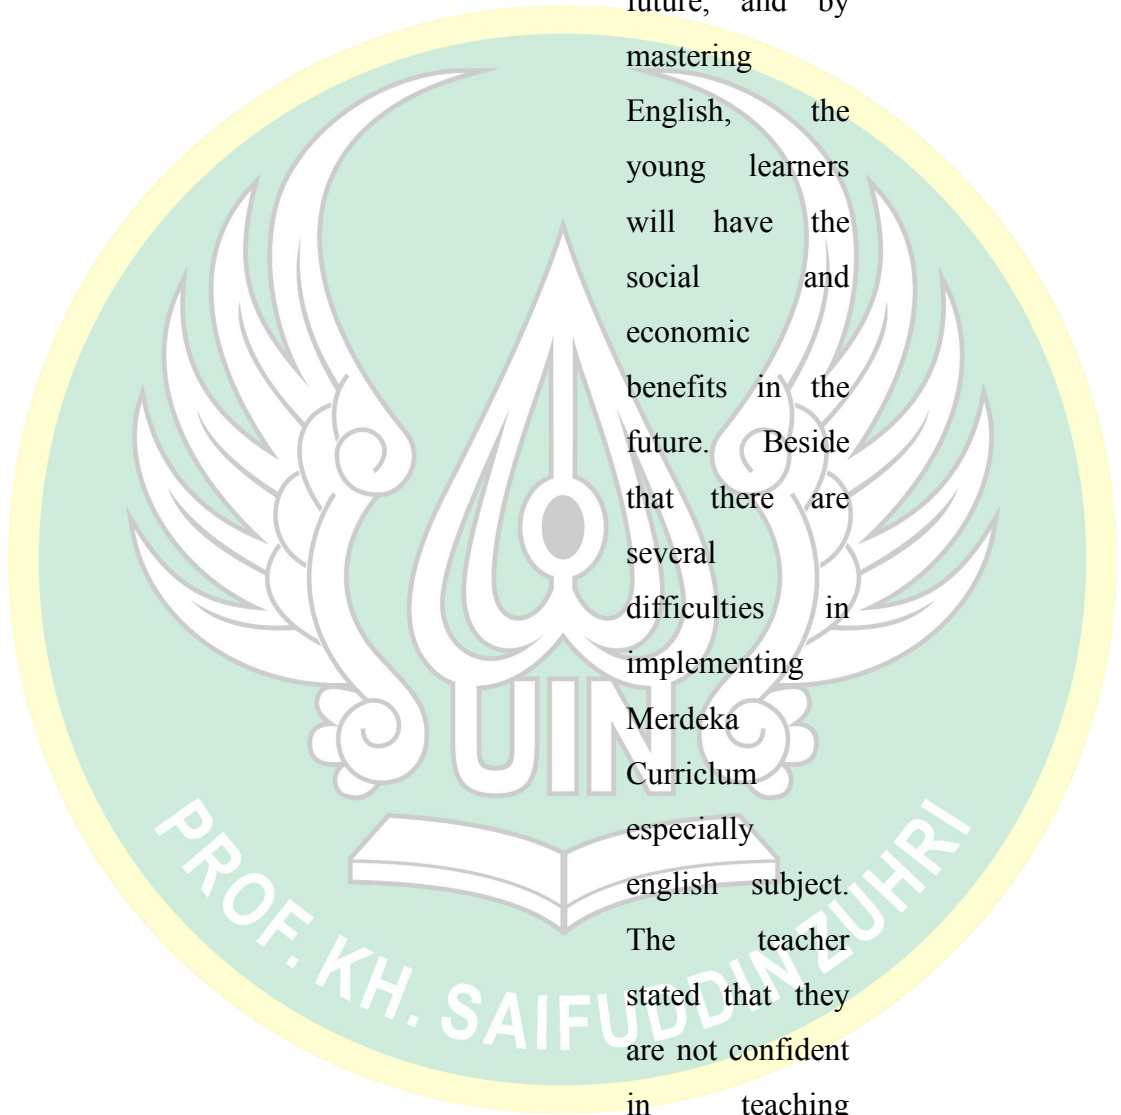 future, and by
mastering
English, the
young learners
will have the
social and
economic
benefits in the
future. Beside
that there are
several
difficulties in
implementing
Merdeka
Curriclum
especially
english subject.
The teacher
stated that they
are not confident
in teaching
UIN
PROF. KH. SAIFUDDIN ZUHRI